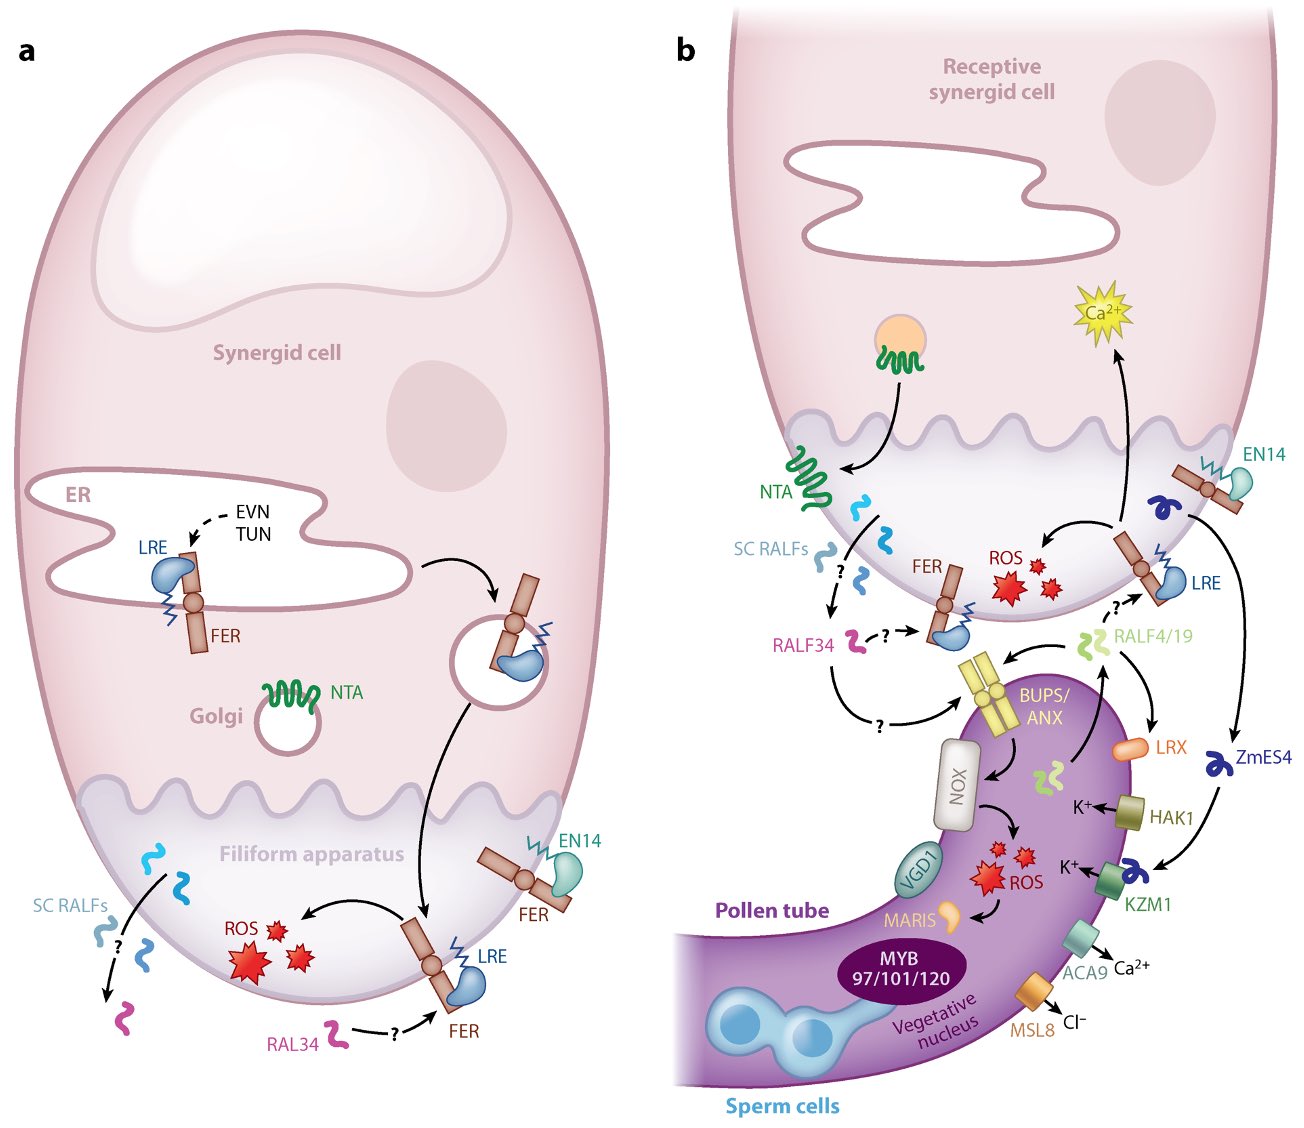 a
Synergid cell
ER
EVN
TUN
LRE
FER
NTA
Golgi
Filiform apparatus
EN14
FER
SC RALFs
?
ROS
LRE
FER
RAL34
?
b
Receptive
synergid cell
Ca²⁺
NTA
EN14
SC RALFs
?
FER
ROS
LRE
RALF34
?
?
RALF4/19
?
BUPS/
ANX
LRX
ZmES4
NOX
K⁺
HAK1
VGD1
ROS
K⁺
KZM1
MARIS
Pollen tube
MYB
97/101/120
ACA9
Ca²⁺
Vegetative
nucleus
MSL8
Cl⁻
Sperm cells